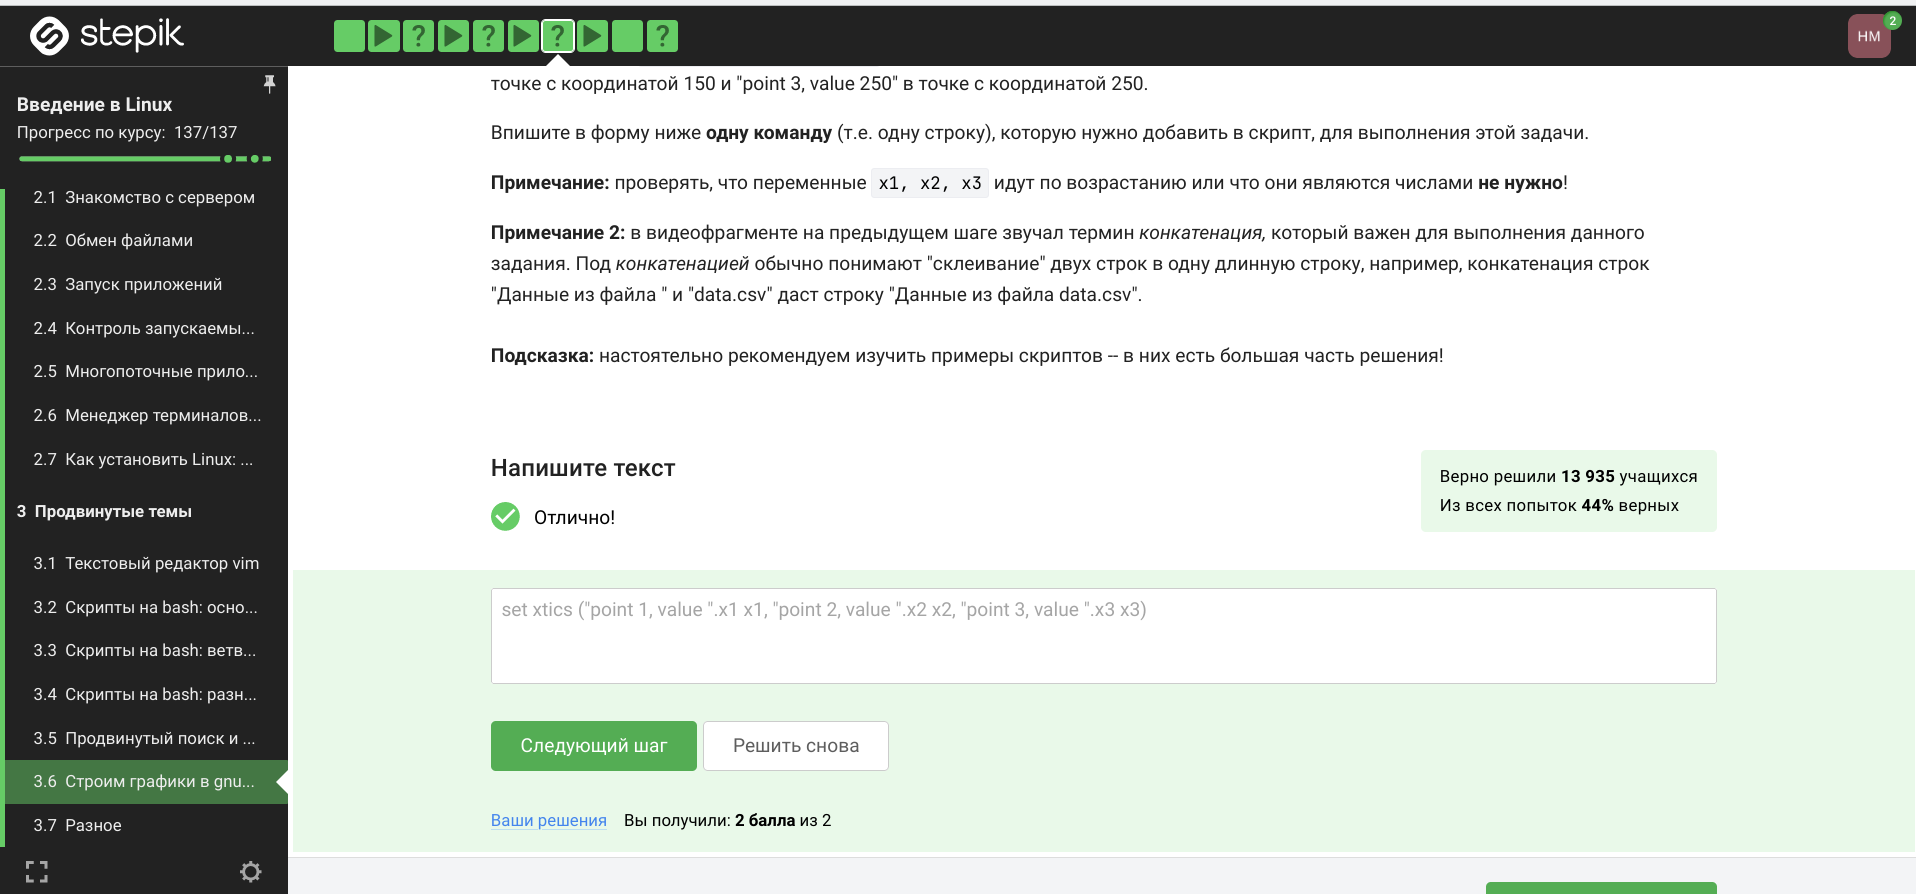 stepik
?
?
?
?
HM
2
Введение в Linux
Прогресс по курсу: 137/137
2.1 Знакомство с сервером
2.2 Обмен файлами
2.3 Запуск приложений
2.4 Контроль запускаемы...
2.5 Многопоточные прило...
2.6 Менеджер терминалов...
2.7 Как установить Linux: ...
3 Продвинутые темы
3.1 Текстовый редактор vim
3.2 Скрипты на bash: осно...
3.3 Скрипты на bash: ветв...
3.4 Скрипты на bash: разн...
3.5 Продвинутый поиск и ...
3.6 Строим графики в gnu...
3.7 Разное
точке с координатой 150 и "point 3, value 250" в точке с координатой 250.
Впишите в форму ниже одну команду (т.е. одну строку), которую нужно добавить в скрипт, для выполнения этой задачи.
Примечание: проверять, что переменные x1, x2, x3 идут по возрастанию или что они являются числами не нужно!
Примечание 2: в видеофрагменте на предыдущем шаге звучал термин конкатенация, который важен для выполнения данного
задания. Под конкатенацией обычно понимают "склеивание" двух строк в одну длинную строку, например, конкатенация строк
"Данные из файла " и "data.csv" даст строку "Данные из файла data.csv".
Подсказка: настоятельно рекомендуем изучить примеры скриптов -- в них есть большая часть решения!
Напишите текст
Отлично!
Верно решили 13 935 учащихся
Из всех попыток 44% верных
set xtics ("point 1, value ".x1 x1, "point 2, value ".x2 x2, "point 3, value ".x3 x3)
Следующий шаг
Решить снова
Ваши решения Вы получили: 2 балла из 2